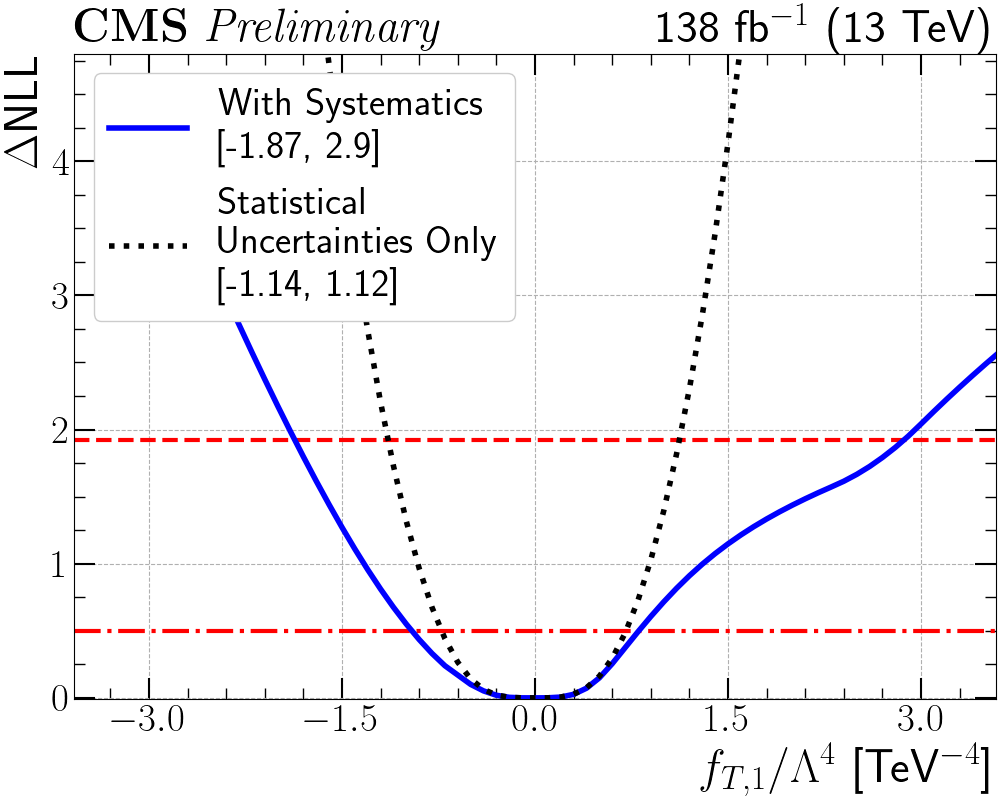 CMS Preliminary
138 fb⁻¹ (13 TeV)
ΔNLL
With Systematics
[-1.87, 2.9]
Statistical
Uncertainties Only
[-1.14, 1.12]
4
3
2
1
0
−3.0 −1.5 0.0 1.5 3.0
f_{T,1}/Λ⁴ [TeV⁻⁴]